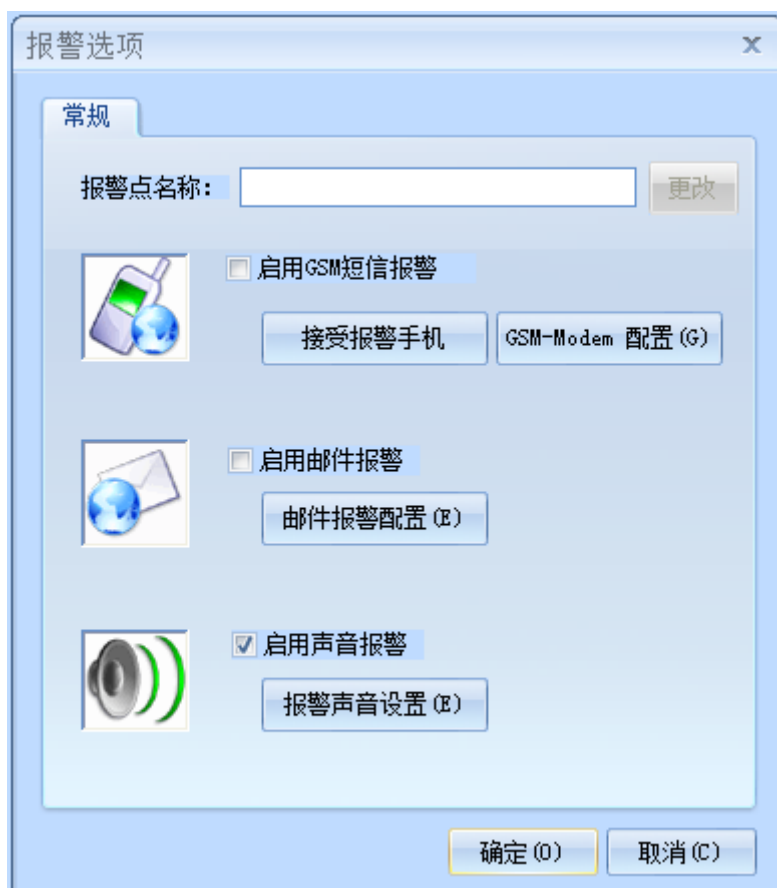 报警选项
常规
报警点名称:
更改
启用GSM短信报警
接受报警手机
GSM-Modem 配置(G)
启用邮件报警
邮件报警配置(E)
启用声音报警
报警声音设置(E)
确定(O)
取消(C)